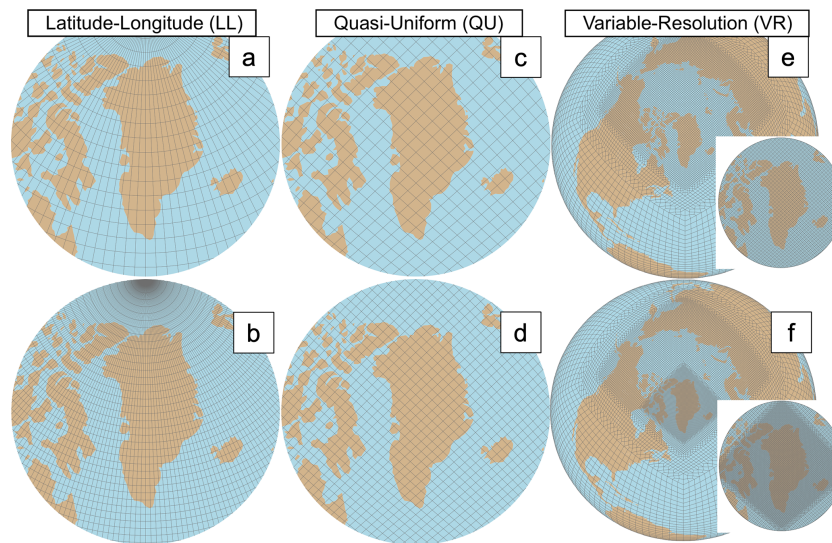 Latitude-Longitude (LL)
Quasi-Uniform (QU)
Variable-Resolution (VR)
a
c
e
b
d
f